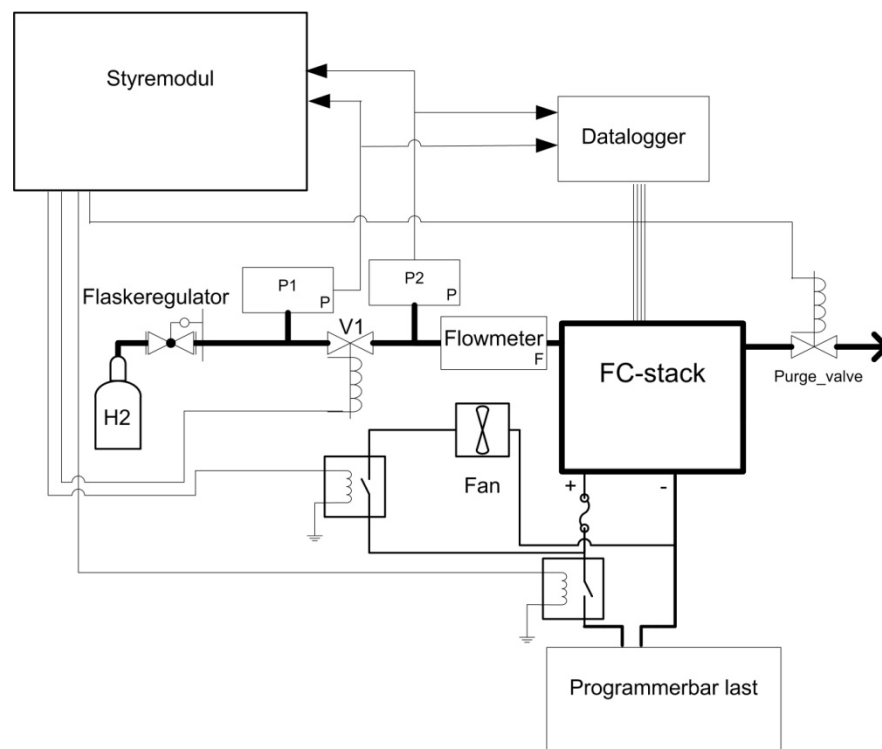 Styremodul
Datalogger
P1
P
P2
P
Flaskeregulator
V1
Flowmeter
F
FC-stack
Purge_valve
H2
Fan
+
-
Programmerbar last